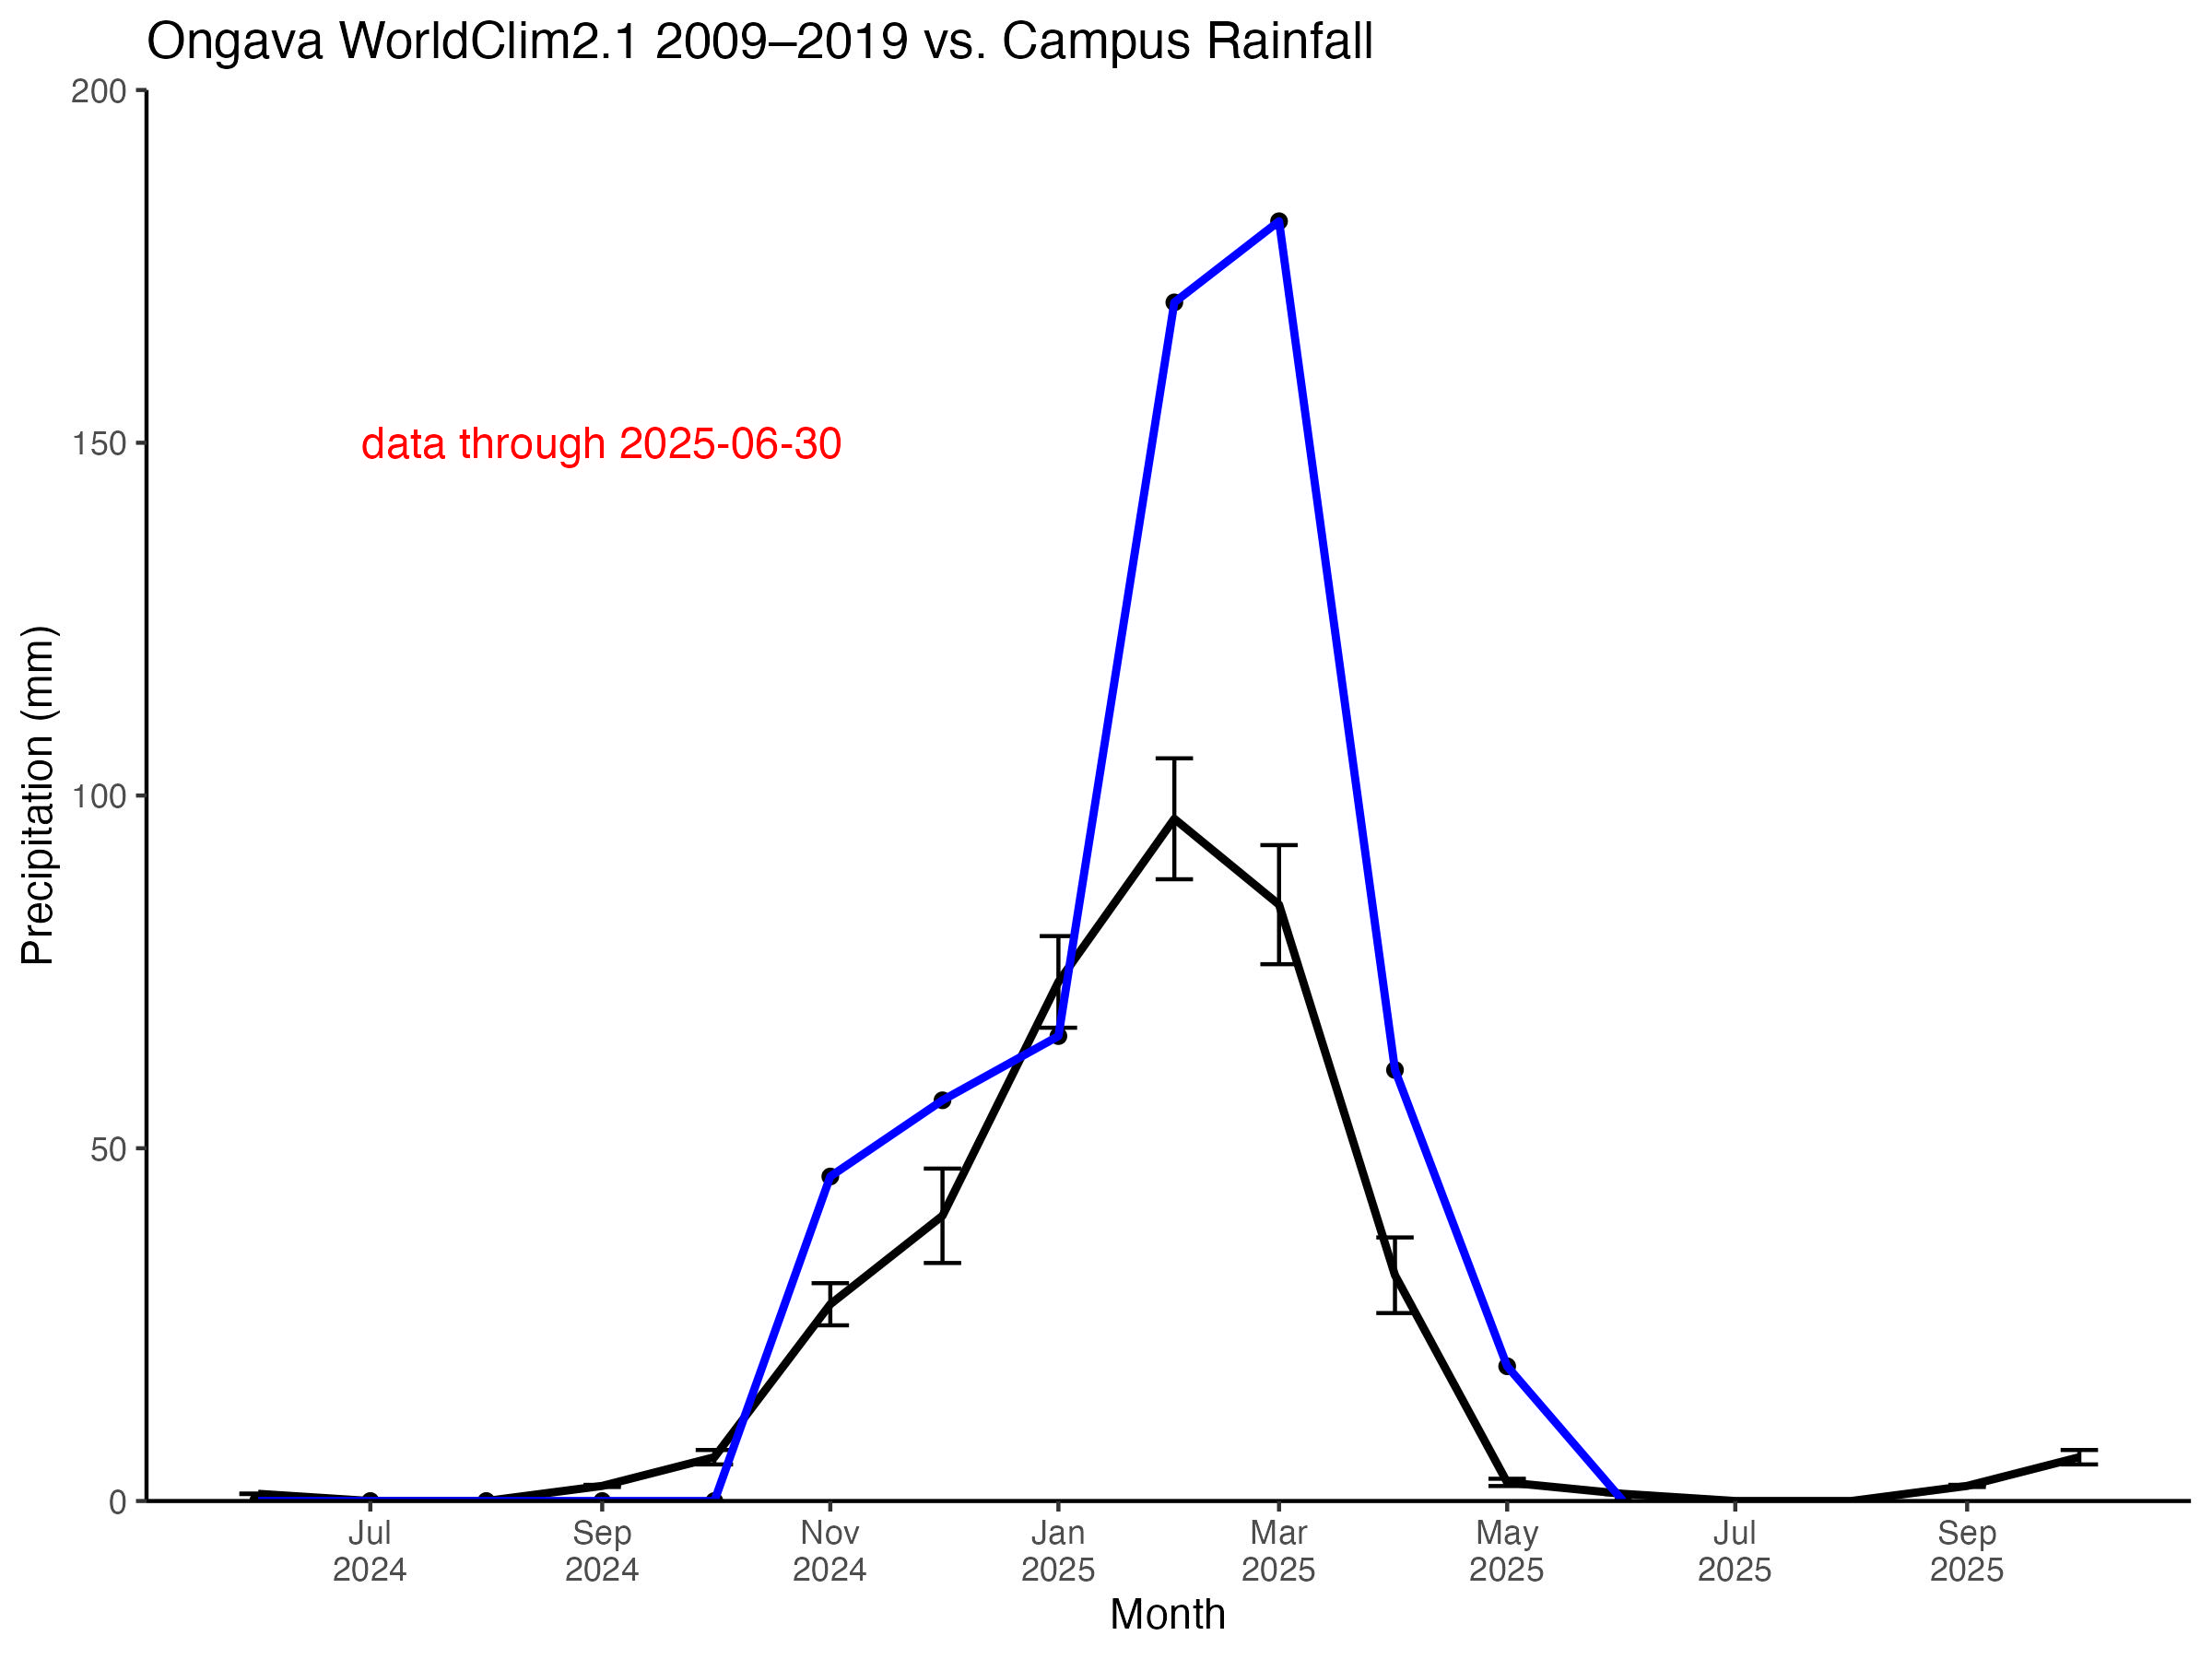 Ongava WorldClim2.1 2009–2019 vs. Campus Rainfall
200
150
100
50
0
data through 2025-06-30
Precipitation (mm)
Jul
2024
Sep
2024
Nov
2024
Jan
2025
Mar
2025
May
2025
Jul
2025
Sep
2025
Month